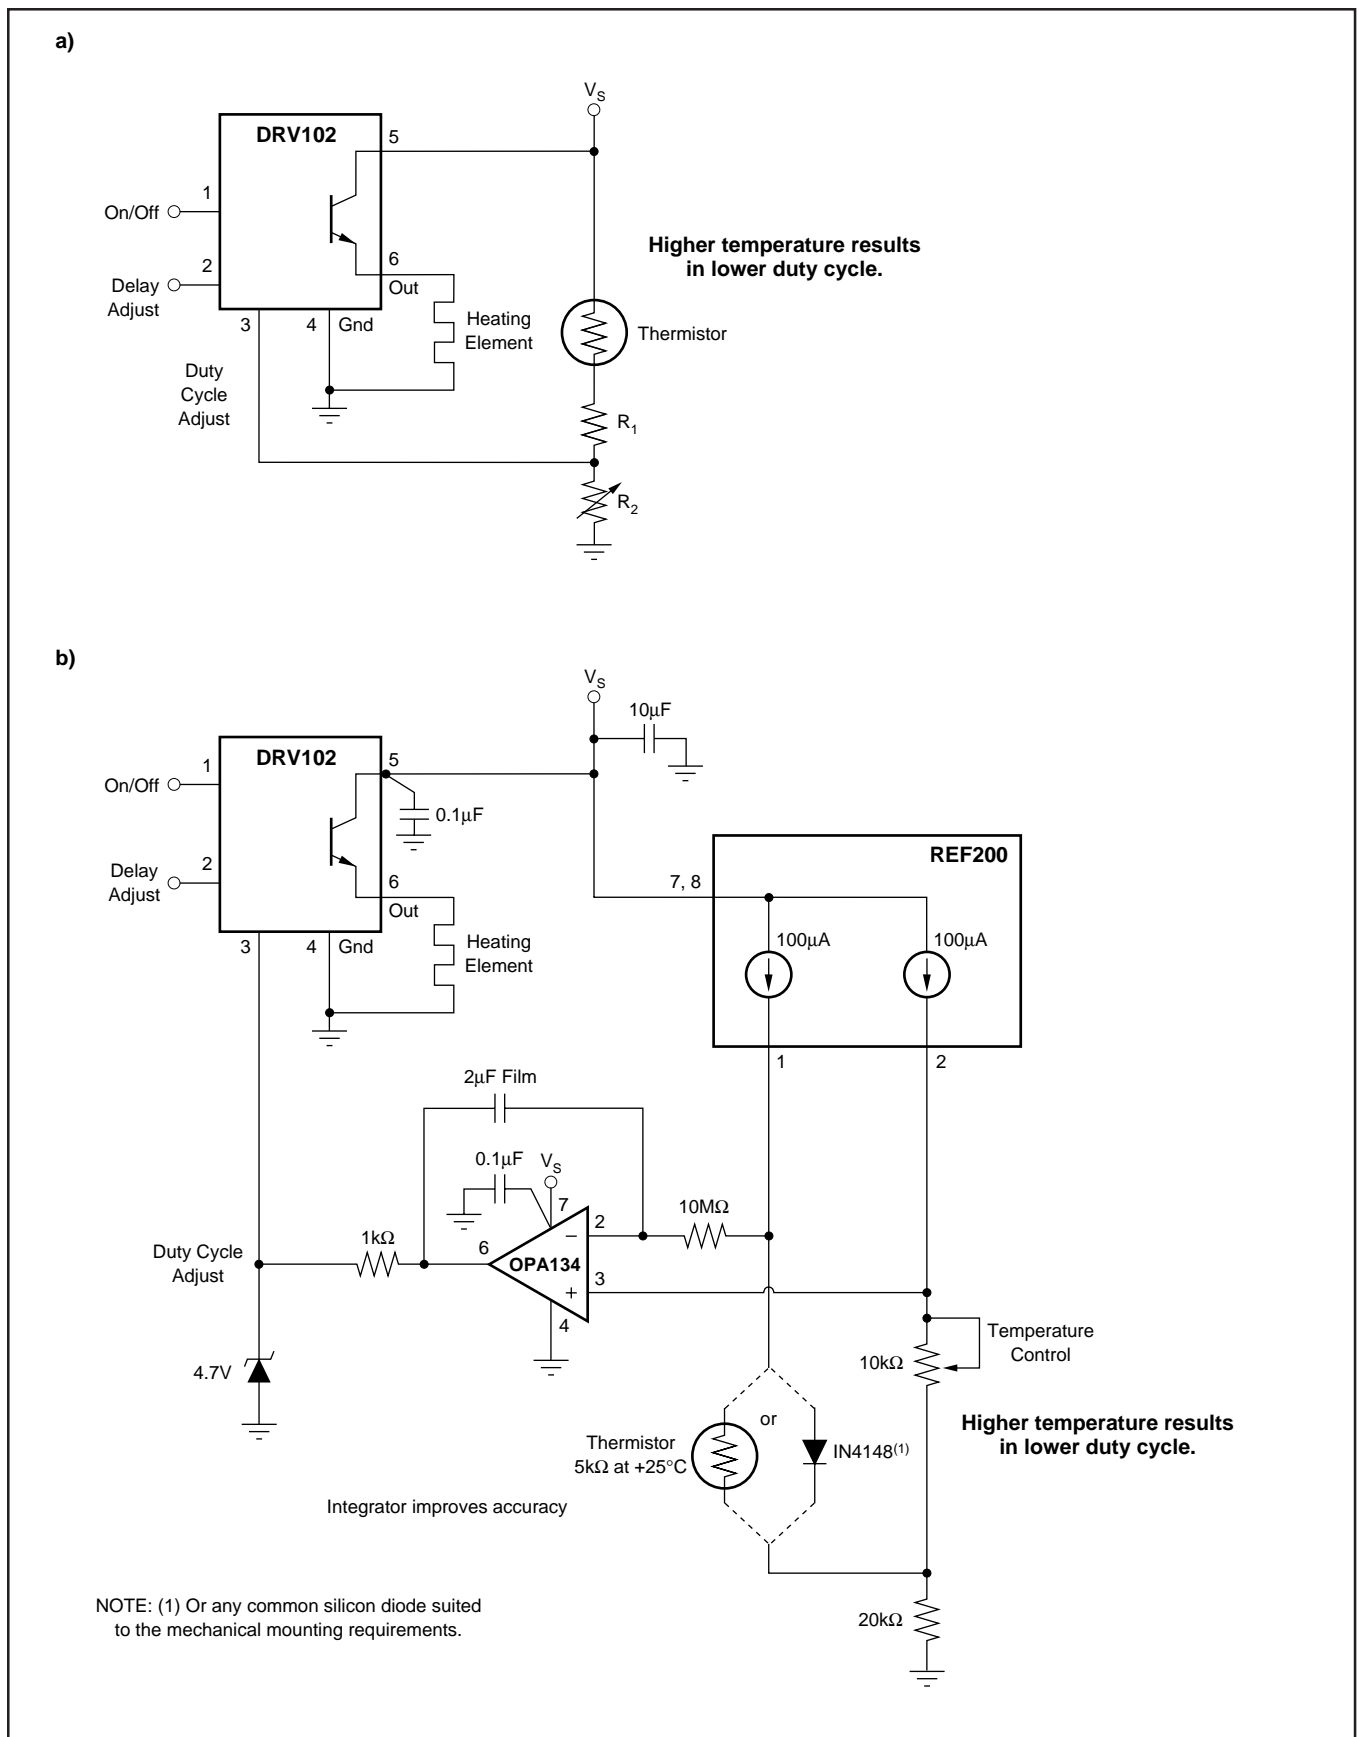 a)
V_S
DRV102
5
1
On/Off
Higher temperature results
in lower duty cycle.
2
6
Delay
Adjust
Out
3
4
Gnd
Heating
Element
Thermistor
Duty
Cycle
Adjust
R_1
R_2
b)
V_S
10µF
DRV102
5
1
On/Off
0.1µF
REF200
2
Delay
Adjust
6
7, 8
Out
3
4
Gnd
Heating
Element
100µA
100µA
1
2
2µF Film
0.1µF
V_S
7
10MΩ
1kΩ
6
2
–
Duty Cycle
Adjust
OPA134
3
+
4
Temperature
Control
10kΩ
4.7V
or
Higher temperature results
in lower duty cycle.
Thermistor
5kΩ at +25°C
IN4148(1)
Integrator improves accuracy
NOTE: (1) Or any common silicon diode suited
to the mechanical mounting requirements.
20kΩ